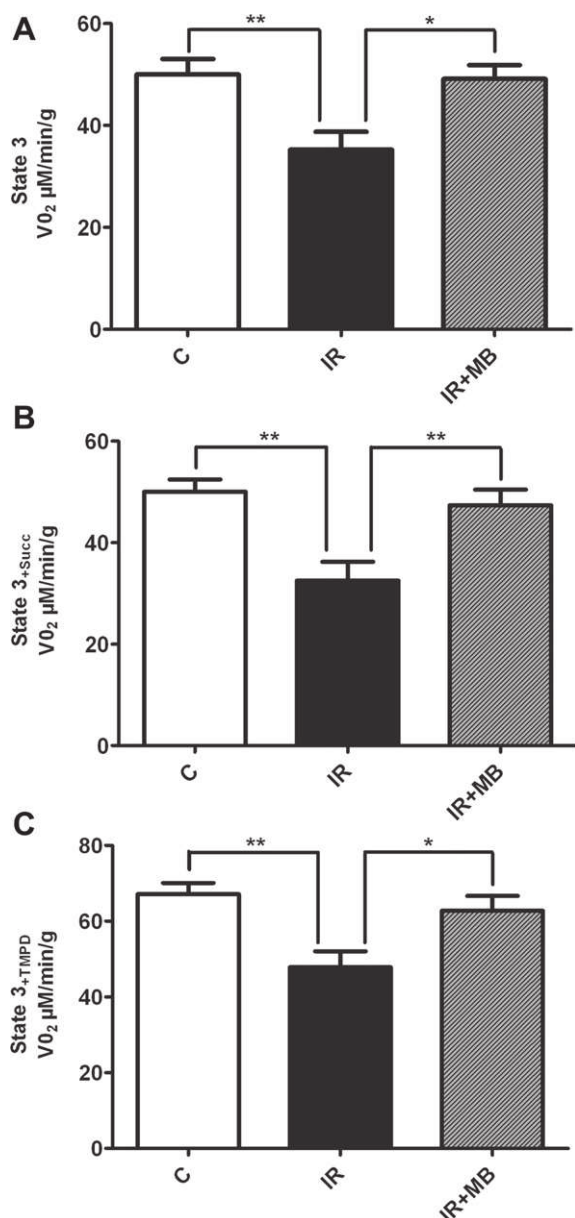 A
State 3
V0₂ µM/min/g
60
40
20
0
**
*
C
IR
IR+MB
B
State 3+Succ
V0₂ µM/min/g
60
40
20
0
**
**
C
IR
IR+MB
C
State 3+TMPD
V0₂ µM/min/g
80
60
40
20
0
**
*
C
IR
IR+MB